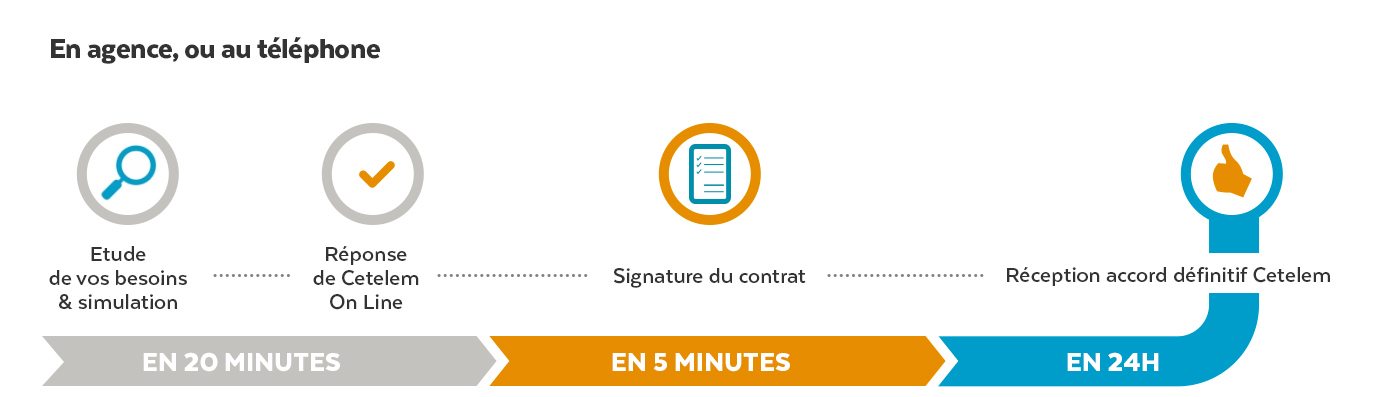 En agence, ou au téléphone
Etude
de vos besoins
& simulation
Réponse
de Cetelem
On Line
Signature du contrat
Réception accord définitif Cetelem
EN 20 MINUTES
EN 5 MINUTES
EN 24H